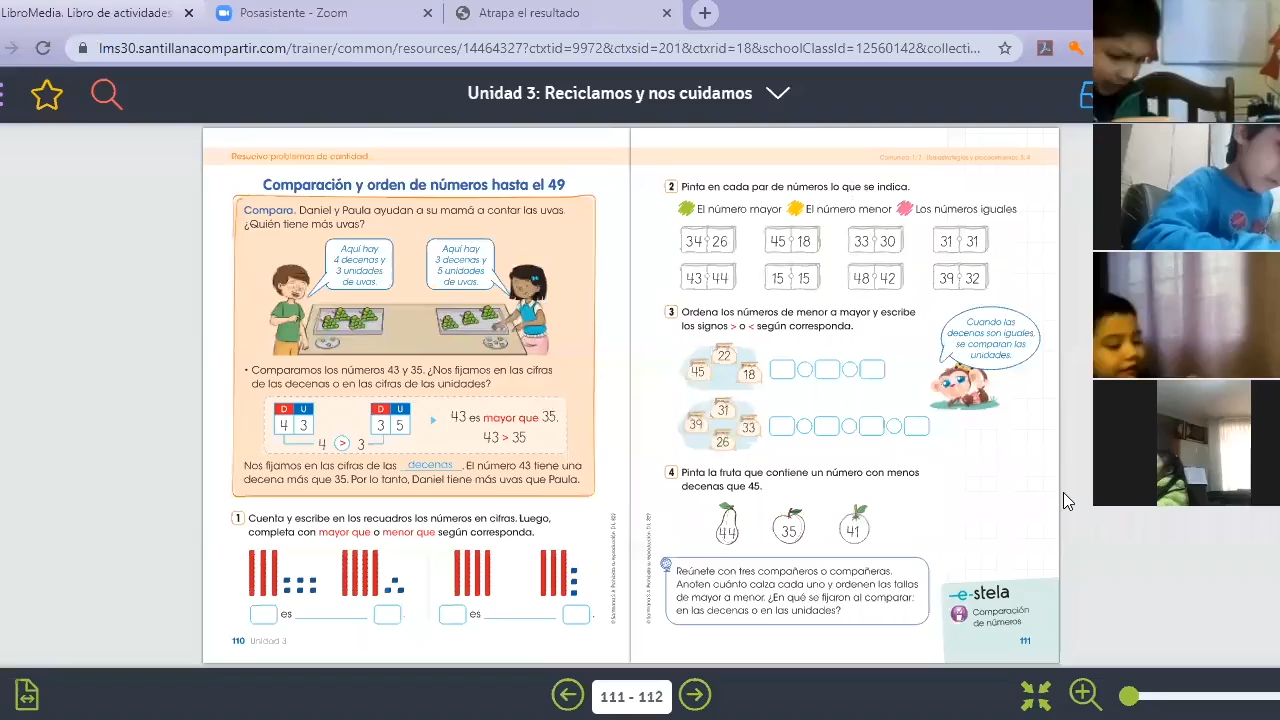 LibroMedia. Libro de actividades
Posasistente - Zoom
Atrapa el resultado
lms30.santillanacompartir.com/trainer/common/resources/14464327?ctxtid=9972&ctxsid=201&ctxrid=18&schoolClassId=12560142&collecti...
Unidad 3: Reciclamos y nos cuidamos
Resuelve problemas de cantidad.
Comparación y orden de números hasta el 49
Compara. Daniel y Paula ayudan a su mamá a contar las uvas.
¿Quién tiene más uvas?
Aquí hay
4 decenas y
3 unidades
de uvas.
Aquí hay
3 decenas y
5 unidades
de uvas.
• Comparamos los números 43 y 35. ¿Nos fijamos en las cifras
de las decenas o en las cifras de las unidades?
D U
4 3
D U
3 5
4 > 3
43 es mayor que 35.
43 > 35
Nos fijamos en las cifras de las decenas. El número 43 tiene una
decena más que 35. Por lo tanto, Daniel tiene más uvas que Paula.
1 Cuenta y escribe en los recuadros los números en cifras. Luego,
completa con mayor que o menor que según corresponda.
es ___________ .
es ___________ .
110 Unidad 3
2 Pinta en cada par de números lo que se indica.
El número mayor El número menor Los números iguales
34 26 45 18 33 30 31 31
43 44 15 15 48 42 39 32
3 Ordena los números de menor a mayor y escribe
los signos > o < según corresponda.
Cuando las
decenas son iguales,
se comparan las
unidades.
22
45 18
31
39 33
26
4 Pinta la fruta que contiene un número con menos
decenas que 45.
44 35 41
Reúnete con tres compañeros o compañeras.
Anoten cuánto calza cada uno y ordenen las tallas
de mayor a menor. ¿En qué se fijaron al comparar:
en las decenas o en las unidades?
e-stela
Comparación
de números
111
111 - 112